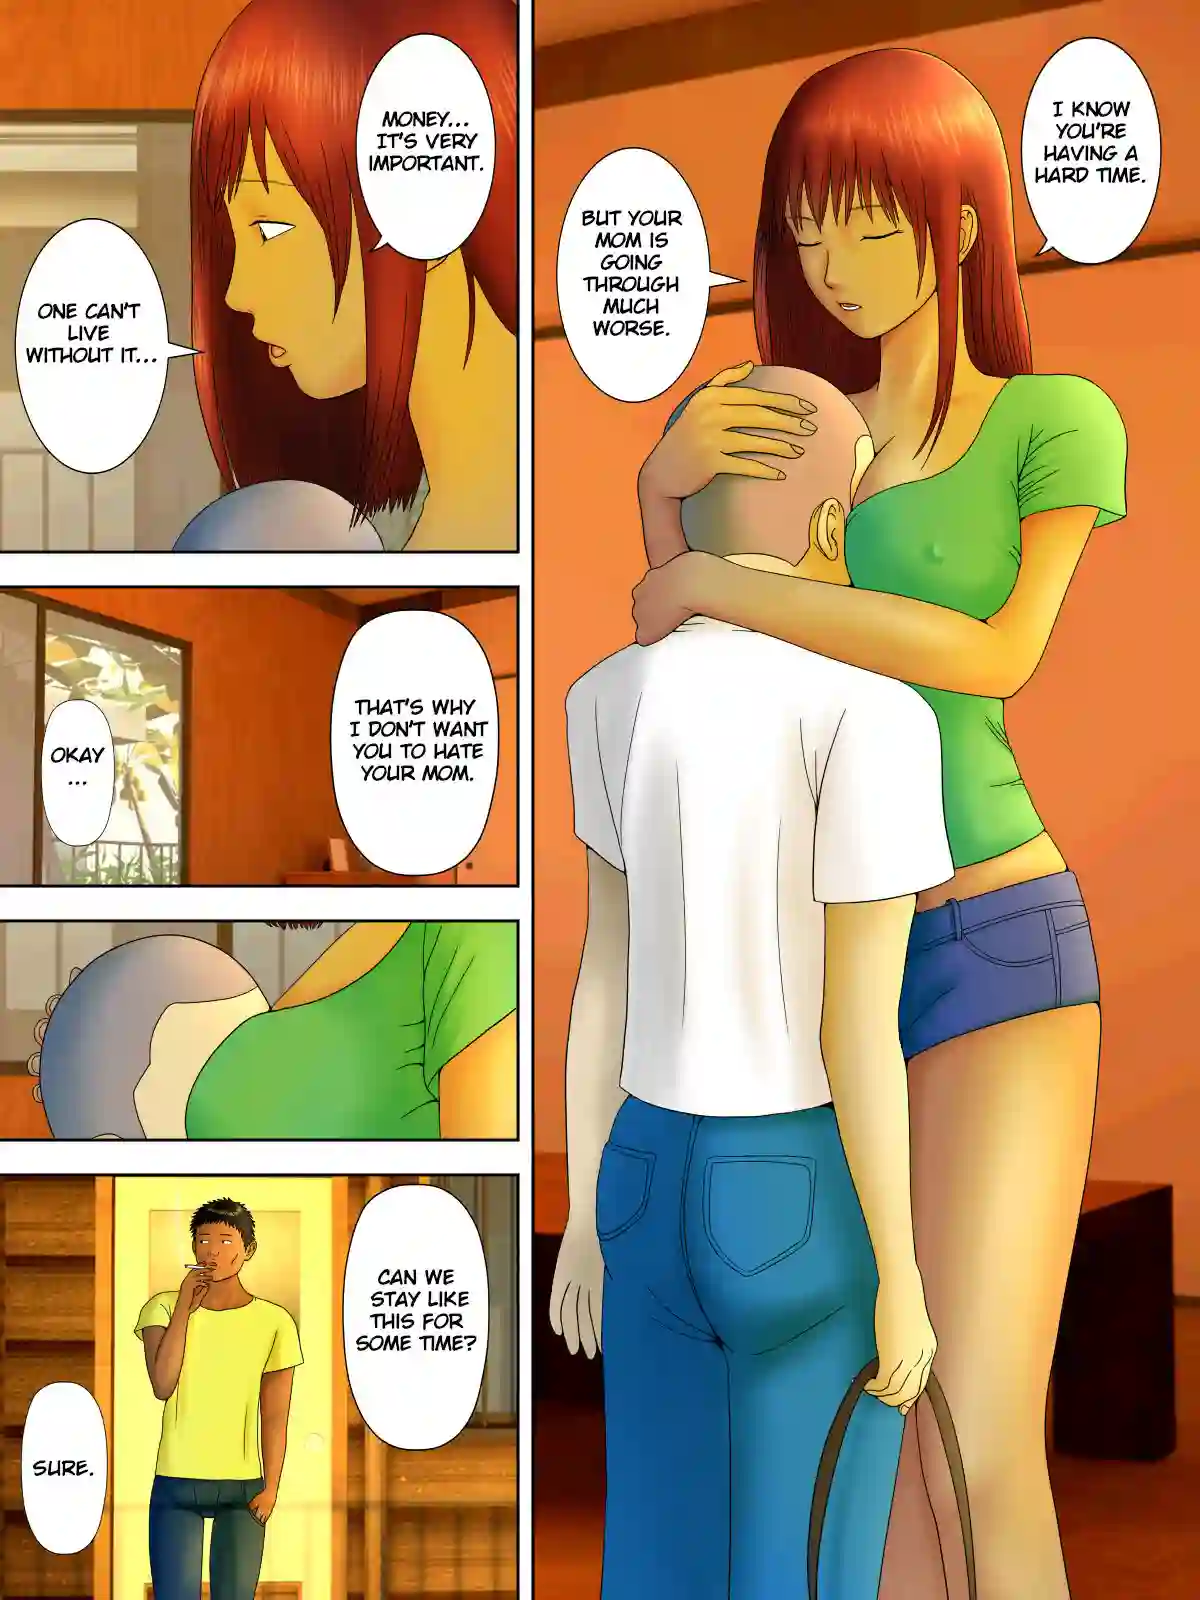 I KNOW
YOU'RE
HAVING A
HARD TIME.
BUT YOUR
MOM IS
GOING
THROUGH
MUCH
WORSE.
MONEY...
IT'S VERY
IMPORTANT.
ONE CAN'T
LIVE
WITHOUT IT...
THAT'S WHY
I DON'T WANT
YOU TO HATE
YOUR MOM.
OKAY
...
CAN WE
STAY LIKE
THIS FOR
SOME TIME?
SURE.